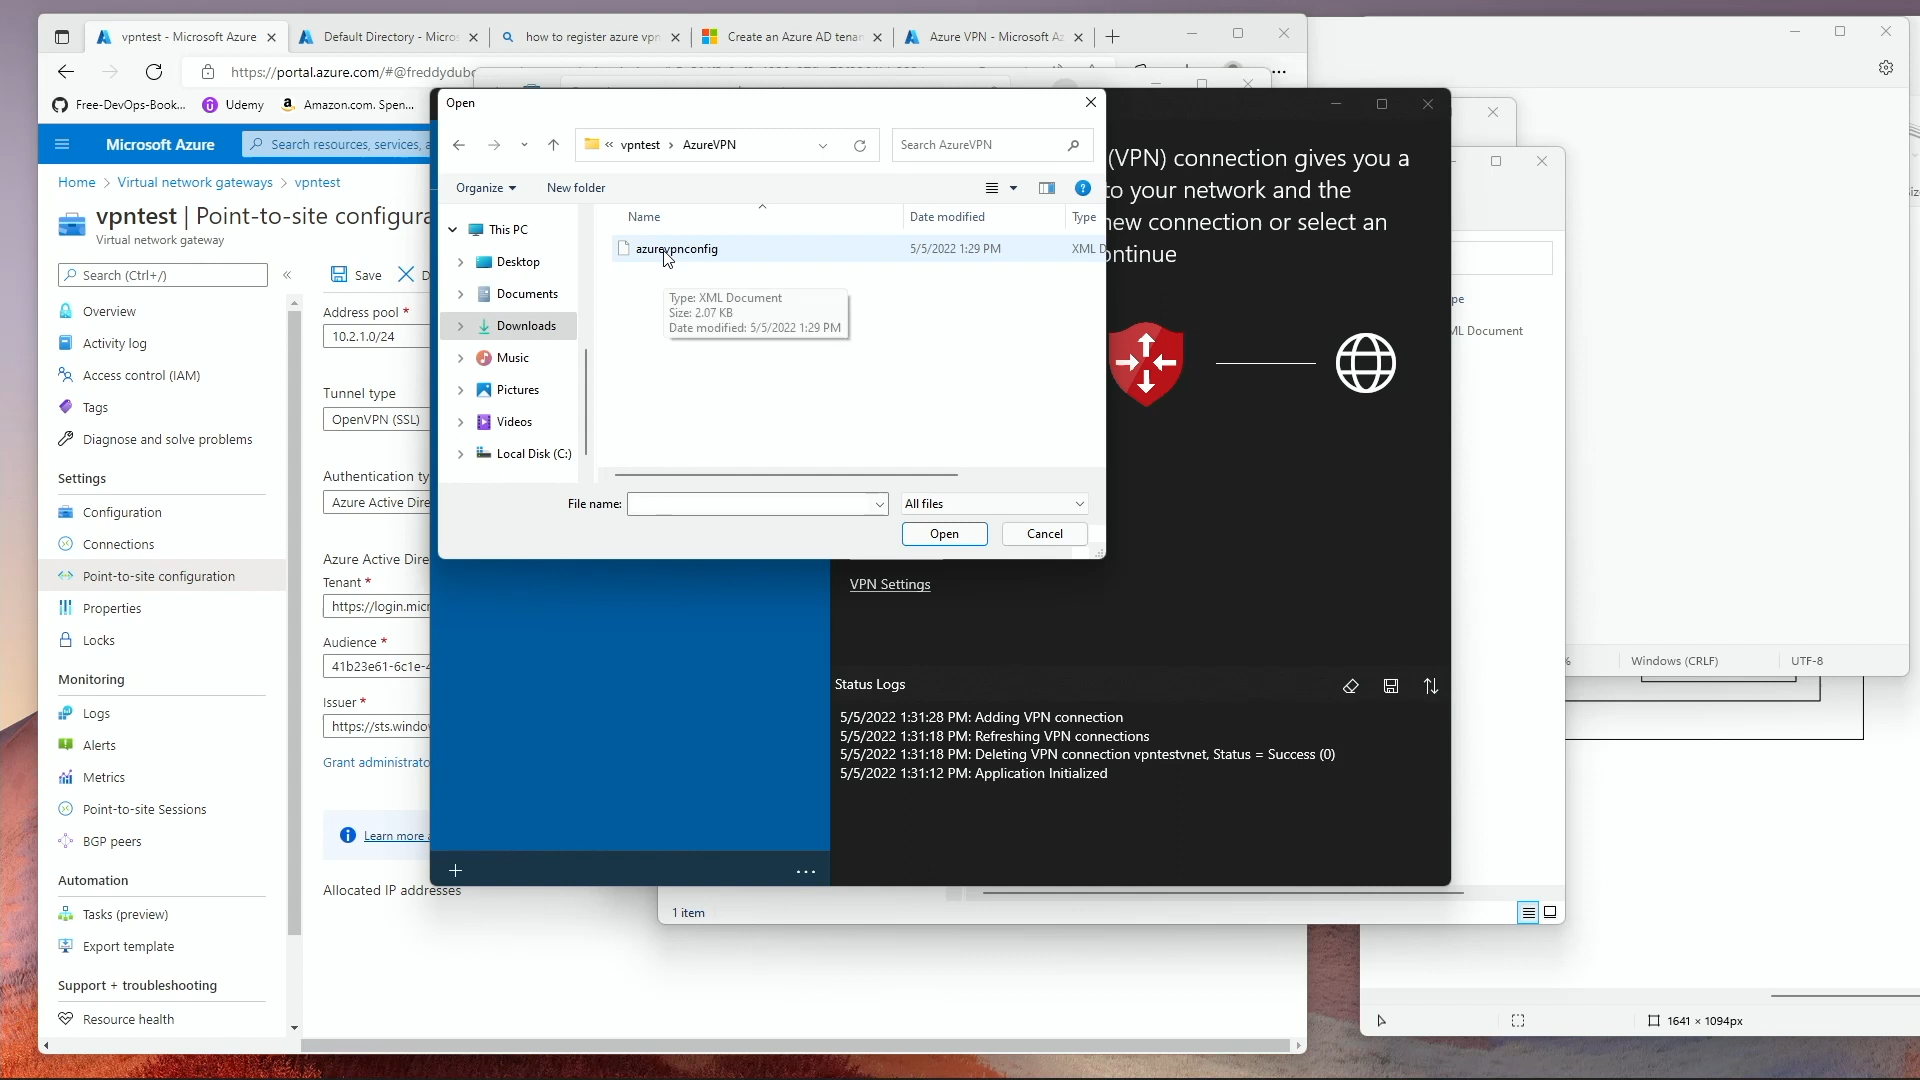 vpntest - Microsoft Azure
Default Directory - Micros
how to register azure vpn
Create an Azure AD tenan
Azure VPN - Microsoft Az
https://portal.azure.com/#@freddydubo
Free-DevOps-Book...
Udemy
Amazon.com. Spen...
Microsoft Azure
Search resources, services, a
Home > Virtual network gateways > vpntest
vpntest | Point-to-site configura
Virtual network gateway
Search (Ctrl+/)
«
Save
D
Overview
Activity log
Access control (IAM)
Tags
Diagnose and solve problems
Settings
Configuration
Connections
Point-to-site configuration
Properties
Locks
Monitoring
Logs
Alerts
Metrics
Point-to-site Sessions
BGP peers
Automation
Tasks (preview)
Export template
Support + troubleshooting
Resource health
Address pool *
10.2.1.0/24
Tunnel type
OpenVPN (SSL)
Authentication ty
Azure Active Dire
Azure Active Dire
Tenant *
https://login.micr
Audience *
41b23e61-6c1e-4
Issuer *
https://sts.window
Grant administrato
Learn more a
Allocated IP addresses
Open
« vpntest > AzureVPN
Search AzureVPN
Organize
New folder
This PC
Desktop
Documents
Downloads
Music
Pictures
Videos
Local Disk (C:)
Name
Date modified
Type
azurevpnconfig
5/5/2022 1:29 PM
XML D
Type: XML Document
Size: 2.07 KB
Date modified: 5/5/2022 1:29 PM
File name:
All files
Open
Cancel
(VPN) connection gives you a
to your network and the
new connection or select an
ontinue
VPN Settings
Status Logs
5/5/2022 1:31:28 PM: Adding VPN connection
5/5/2022 1:31:18 PM: Refreshing VPN connections
5/5/2022 1:31:18 PM: Deleting VPN connection vpntestvnet, Status = Success (0)
5/5/2022 1:31:12 PM: Application Initialized
1 item
pe
ML Document
%
Windows (CRLF)
UTF-8
1641 × 1094px